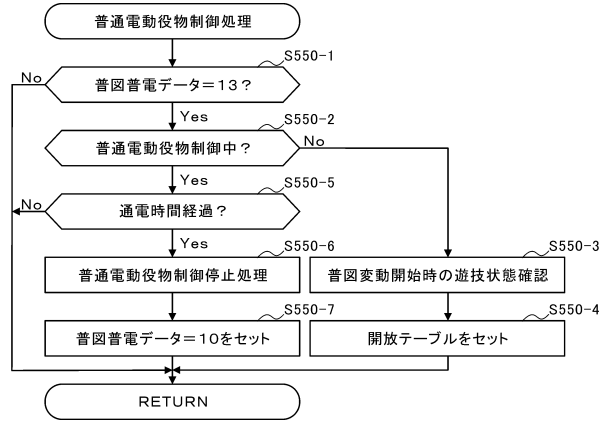 普通電動役物制御処理
S550-1
No
普図普電データ＝１３？
Yes
S550-2
普通電動役物制御中？
No
Yes
S550-5
No
通電時間経過？
Yes
S550-6
S550-3
普通電動役物制御停止処理
普図変動開始時の遊技状態確認
S550-7
S550-4
普図普電データ＝１０をセット
開放テーブルをセット
RETURN